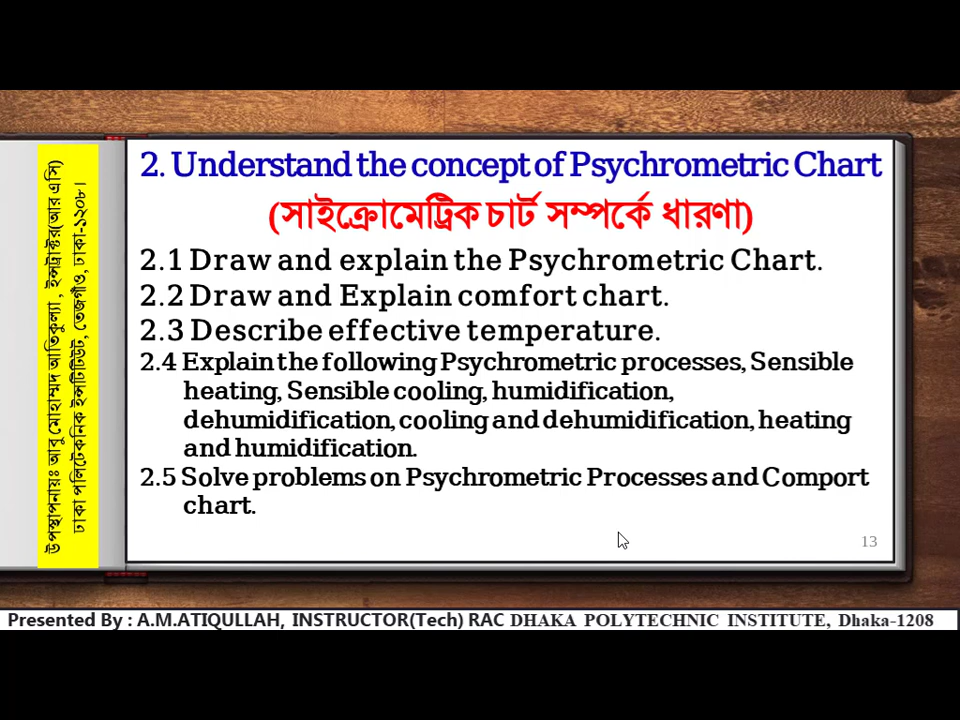 2. Understand the concept of Psychrometric Chart
(সাইক্রোমেট্রিক চার্ট সম্পর্কে ধারণা)
2.1 Draw and explain the Psychrometric Chart.
2.2 Draw and Explain comfort chart.
2.3 Describe effective temperature.
2.4 Explain the following Psychrometric processes, Sensible
heating, Sensible cooling, humidification,
dehumidification, cooling and dehumidification, heating
and humidification.
2.5 Solve problems on Psychrometric Processes and Comport
chart.
13
উপস্থাপনায়ঃ আবু মোহাম্মদ আতিকুল্যা , ইন্সট্রাক্টর(আর এসি)
ঢাকা পলিটেকনিক ইন্সটিটিউট, তেজগাঁও, ঢাকা-১২০৮।
Presented By : A.M.ATIQULLAH, INSTRUCTOR(Tech) RAC DHAKA POLYTECHNIC INSTITUTE, Dhaka-1208